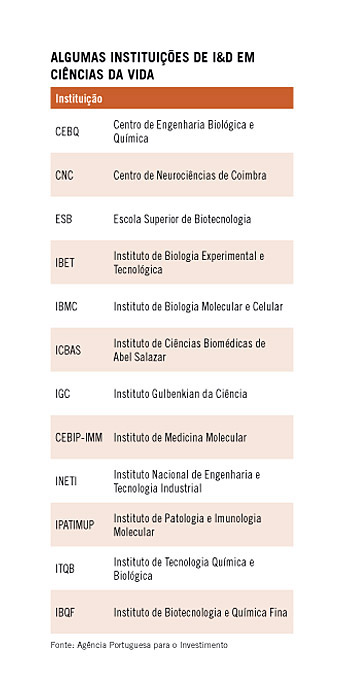 ALGUMAS INSTITUIÇÕES DE I&D EM
CIÊNCIAS DA VIDA
Instituição
CEBQ Centro de Engenharia Biológica e
Química
CNC Centro de Neurociências de Coimbra
ESB Escola Superior de Biotecnologia
IBET Instituto de Biologia Experimental e
Tecnológica
IBMC Instituto de Biologia Molecular e Celular
ICBAS Instituto de Ciências Biomédicas de
Abel Salazar
IGC Instituto Gulbenkian da Ciência
CEBIP-IMM Instituto de Medicina Molecular
INETI Instituto Nacional de Engenharia e
Tecnologia Industrial
IPATIMUP Instituto de Patologia e Imunologia
Molecular
ITQB Instituto de Tecnologia Química e
Biológica
IBQF Instituto de Biotecnologia e Química Fina
Fonte: Agência Portuguesa para o Investimento